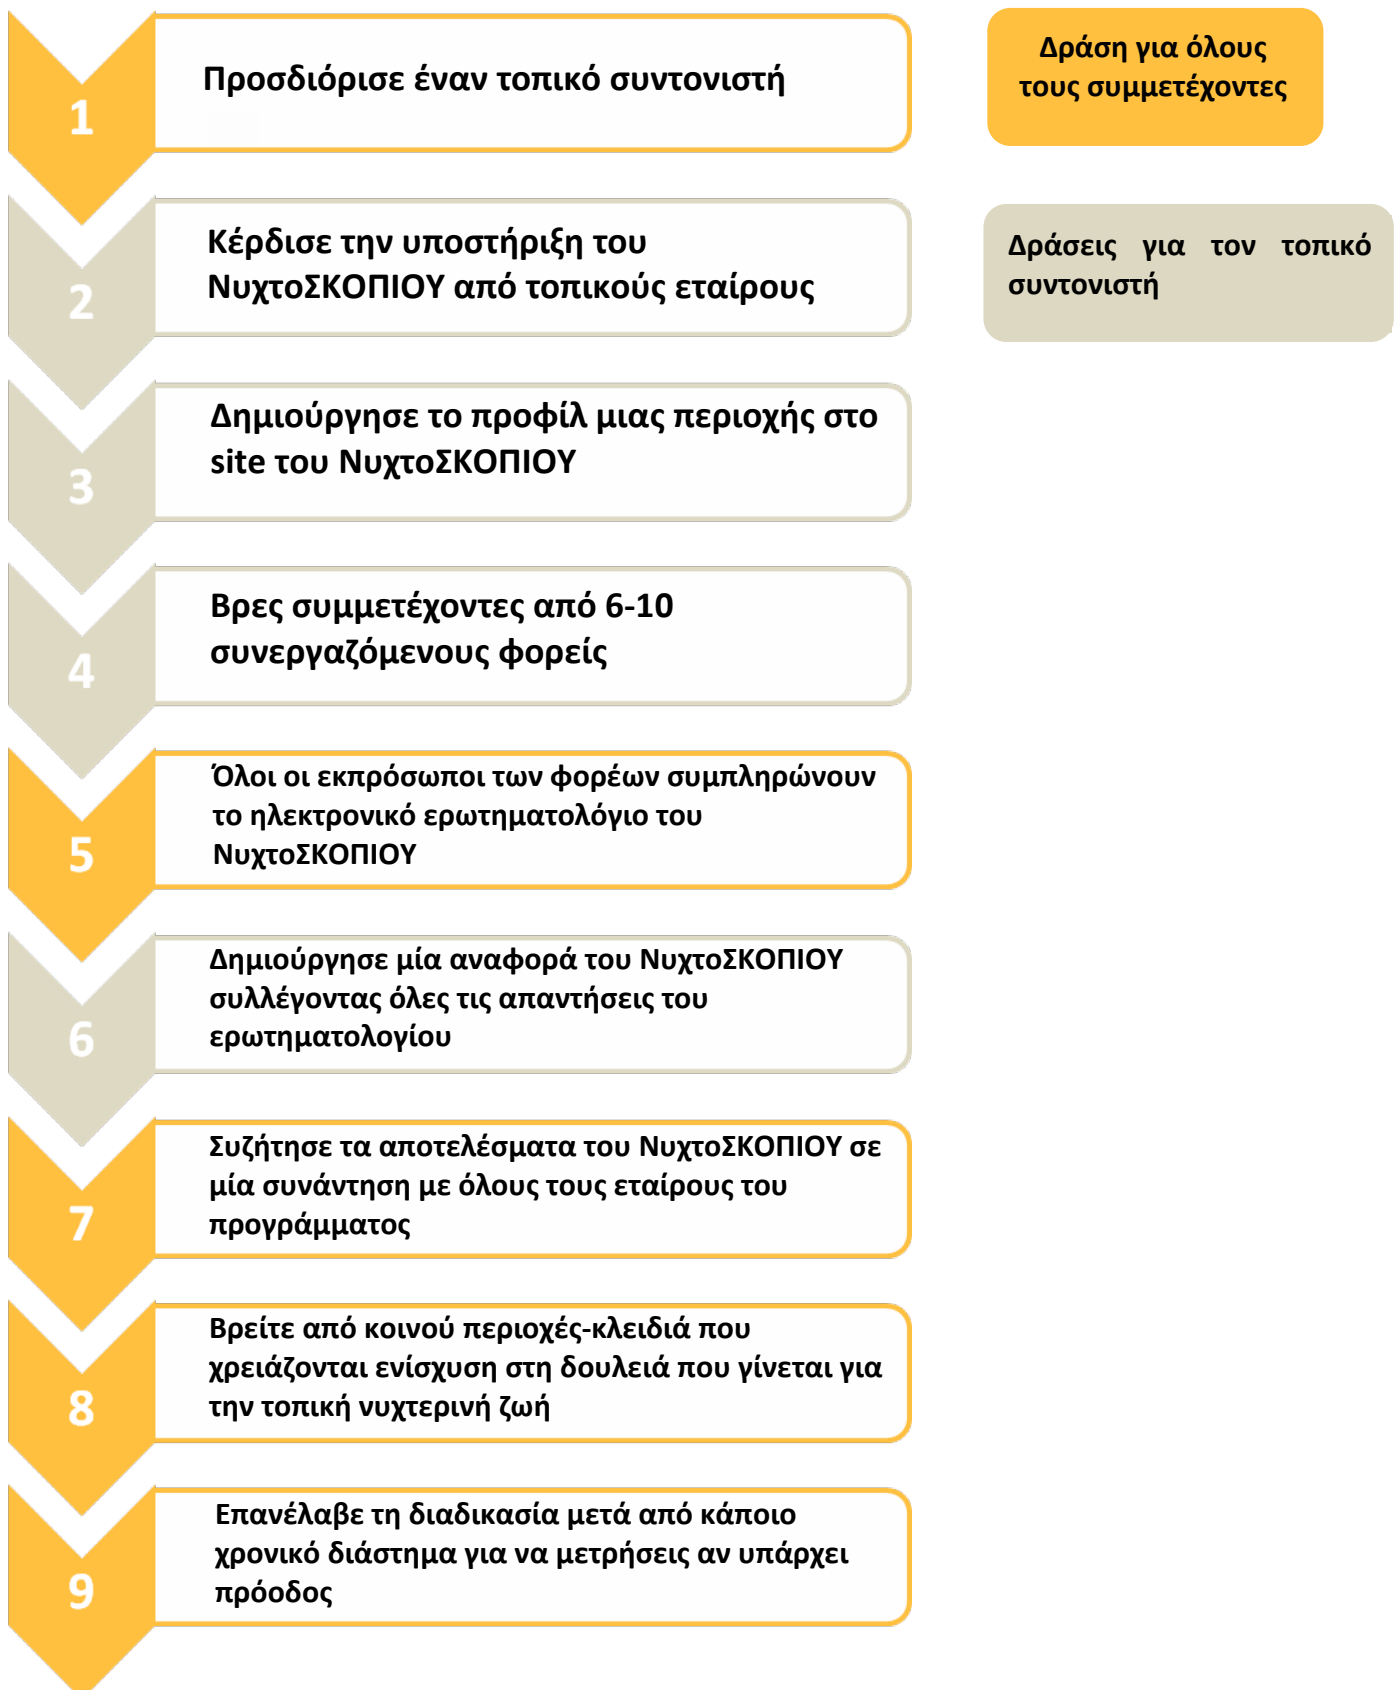 1
Προσδιόρισε έναν τοπικό συντονιστή
Δράση για όλους
τους συμμετέχοντες
2
Κέρδισε την υποστήριξη του
ΝυχτοΣΚΟΠΙΟΥ από τοπικούς εταίρους
Δράσεις για τον τοπικό
συντονιστή
3
Δημιούργησε το προφίλ μιας περιοχής στο
site του ΝυχτοΣΚΟΠΙΟΥ
4
Βρες συμμετέχοντες από 6-10
συνεργαζόμενους φορείς
5
Όλοι οι εκπρόσωποι των φορέων συμπληρώνουν
το ηλεκτρονικό ερωτηματολόγιο του
ΝυχτοΣΚΟΠΙΟΥ
6
Δημιούργησε μία αναφορά του ΝυχτοΣΚΟΠΙΟΥ
συλλέγοντας όλες τις απαντήσεις του
ερωτηματολογίου
7
Συζήτησε τα αποτελέσματα του ΝυχτοΣΚΟΠΙΟΥ σε
μία συνάντηση με όλους τους εταίρους του
προγράμματος
8
Βρείτε από κοινού περιοχές-κλειδιά που
χρειάζονται ενίσχυση στη δουλειά που γίνεται για
την τοπική νυχτερινή ζωή
9
Επανέλαβε τη διαδικασία μετά από κάποιο
χρονικό διάστημα για να μετρήσεις αν υπάρχει
πρόοδος